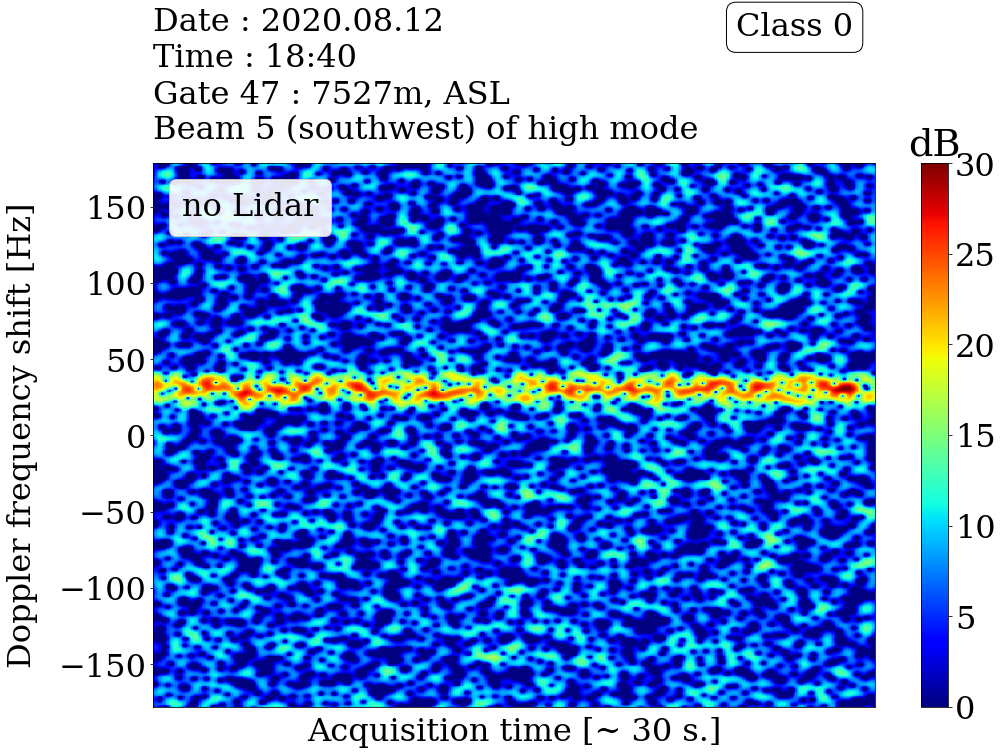 Date : 2020.08.12
Time : 18:40
Gate 47 : 7527m, ASL
Beam 5 (southwest) of high mode
Class 0
no Lidar
dB
30
25
20
15
10
5
0
Doppler frequency shift [Hz]
150
100
50
0
−50
−100
−150
Acquisition time [~ 30 s.]